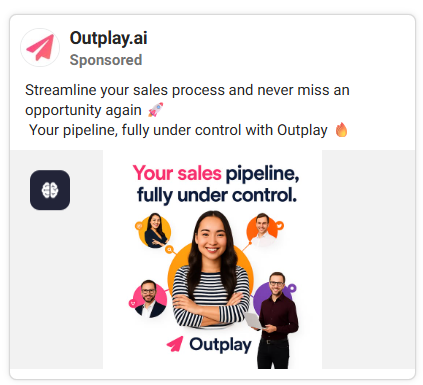 Outplay.ai
Sponsored
Streamline your sales process and never miss an
opportunity again 🚀
Your pipeline, fully under control with Outplay 🔥
Your sales pipeline,
fully under control.
Outplay